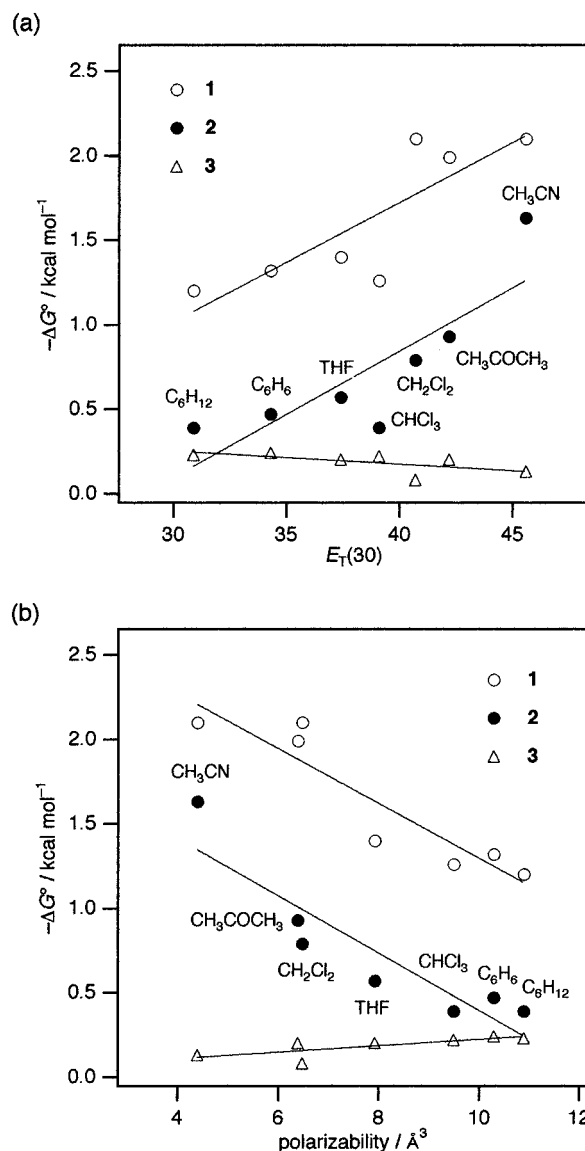 (a)
2.5
2.0
1.5
1.0
0.5
0.0
−ΔG° / kcal mol⁻¹
1
2
3
CH₃CN
THF
C₆H₁₂
C₆H₆
CH₃COCH₃
CH₂Cl₂
CHCl₃
30
35
40
45
E_T(30)
(b)
2.5
2.0
1.5
1.0
0.5
0.0
−ΔG° / kcal mol⁻¹
1
2
3
CH₃CN
CH₃COCH₃
CH₂Cl₂
THF
CHCl₃
C₆H₆
C₆H₁₂
4
6
8
10
12
polarizability / Å³